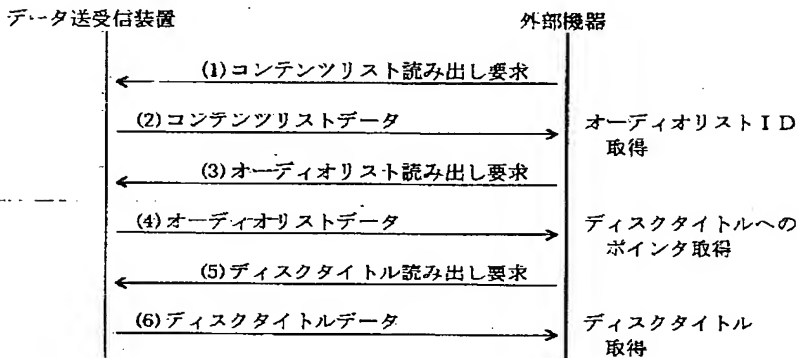 データ送受信装置
外部機器
(1)コンテンツリスト読み出し要求
(2)コンテンツリストデータ
オーディオリストID
取得
(3)オーディオリスト読み出し要求
(4)オーディオリストデータ
ディスクタイトルへの
ポインタ取得
(5)ディスクタイトル読み出し要求
(6)ディスクタイトルデータ
ディスクタイトル
取得